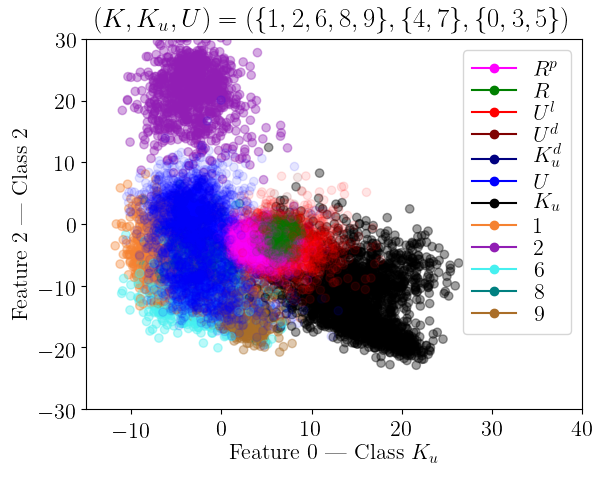 (K, K_u, U) = ({1, 2, 6, 8, 9}, {4, 7}, {0, 3, 5})
30
20
10
0
−10
−20
−30
Feature 2 — Class 2
−10
0
10
20
30
40
Feature 0 — Class K_u
R^p
R
U^l
U^d
K_u^d
U
K_u
1
2
6
8
9